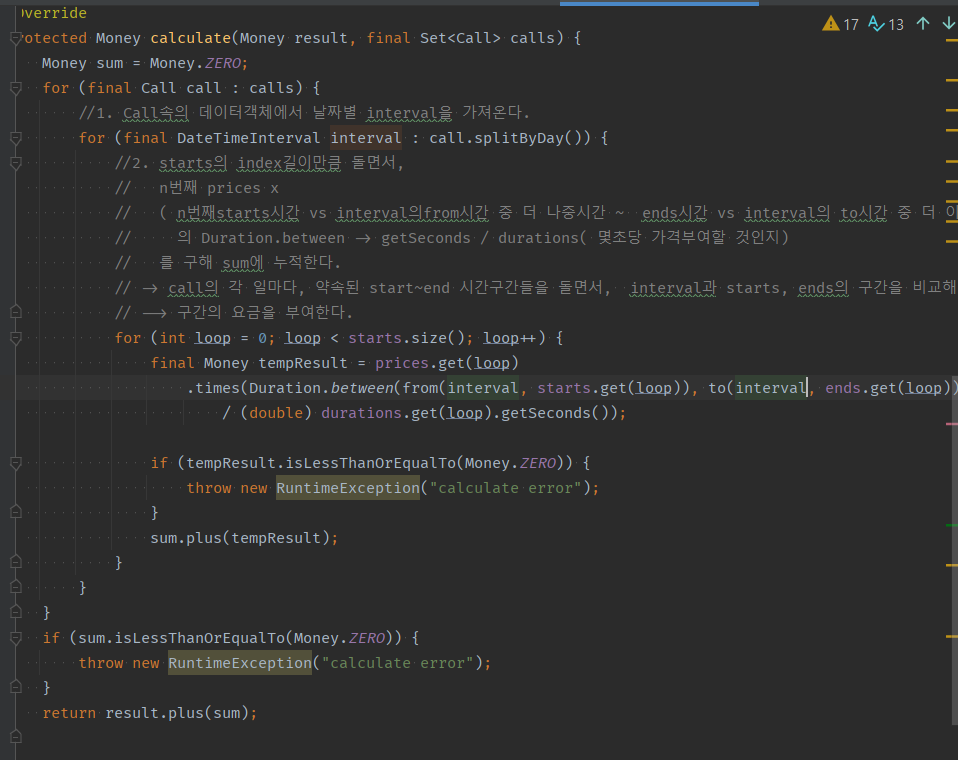 verride
17 13
otected Money calculate(Money result, final Set<Call> calls) {
Money sum = Money.ZERO;
for (final Call call : calls) {
//1. Call속의 데이터객체에서 날짜별 interval을 가져온다.
for (final DateTimeInterval interval : call.splitByDay()) {
//2. starts의 index길이만큼 돌면서,
// n번째 prices x
// ( n번째starts시간 vs interval의from시간 중 더 나중시간 ~ ends시간 vs interval의 to시간 중 더
// 의 Duration.between -> getSeconds / durations( 몇초당 가격부여할 것인지)
// 를 구해 sum에 누적한다.
// -> call의 각 일마다, 약속된 start~end 시간구간들을 돌면서, interval과 starts, ends의 구간을 비교해
// --> 구간의 요금을 부여한다.
for (int loop = 0; loop < starts.size(); loop++) {
final Money tempResult = prices.get(loop)
.times(Duration.between(from(interval, starts.get(loop)), to(interval, ends.get(loop))
/ (double) durations.get(loop).getSeconds());
if (tempResult.isLessThanOrEqualTo(Money.ZERO)) {
throw new RuntimeException("calculate error");
}
sum.plus(tempResult);
}
}
}
if (sum.isLessThanOrEqualTo(Money.ZERO)) {
throw new RuntimeException("calculate error");
}
return result.plus(sum);